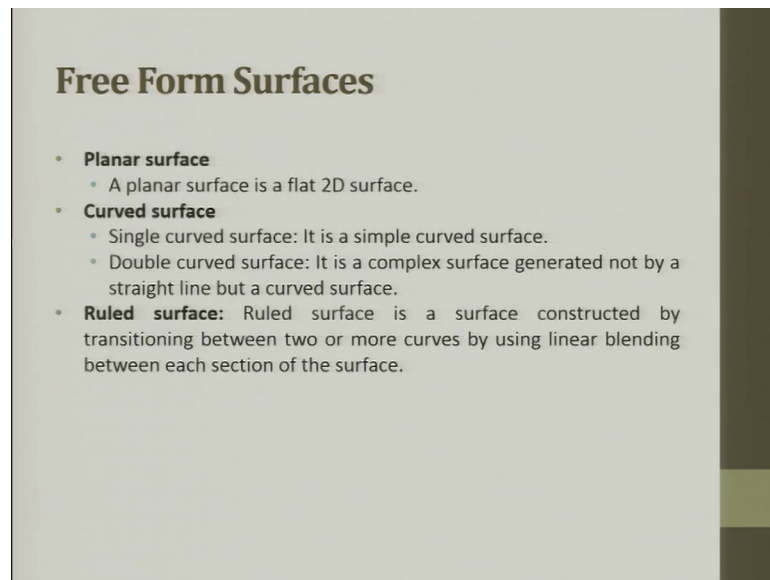 Free Form Surfaces
• Planar surface
• A planar surface is a flat 2D surface.
• Curved surface
• Single curved surface: It is a simple curved surface.
• Double curved surface: It is a complex surface generated not by a
straight line but a curved surface.
• Ruled surface: Ruled surface is a surface constructed by
transitioning between two or more curves by using linear blending
between each section of the surface.